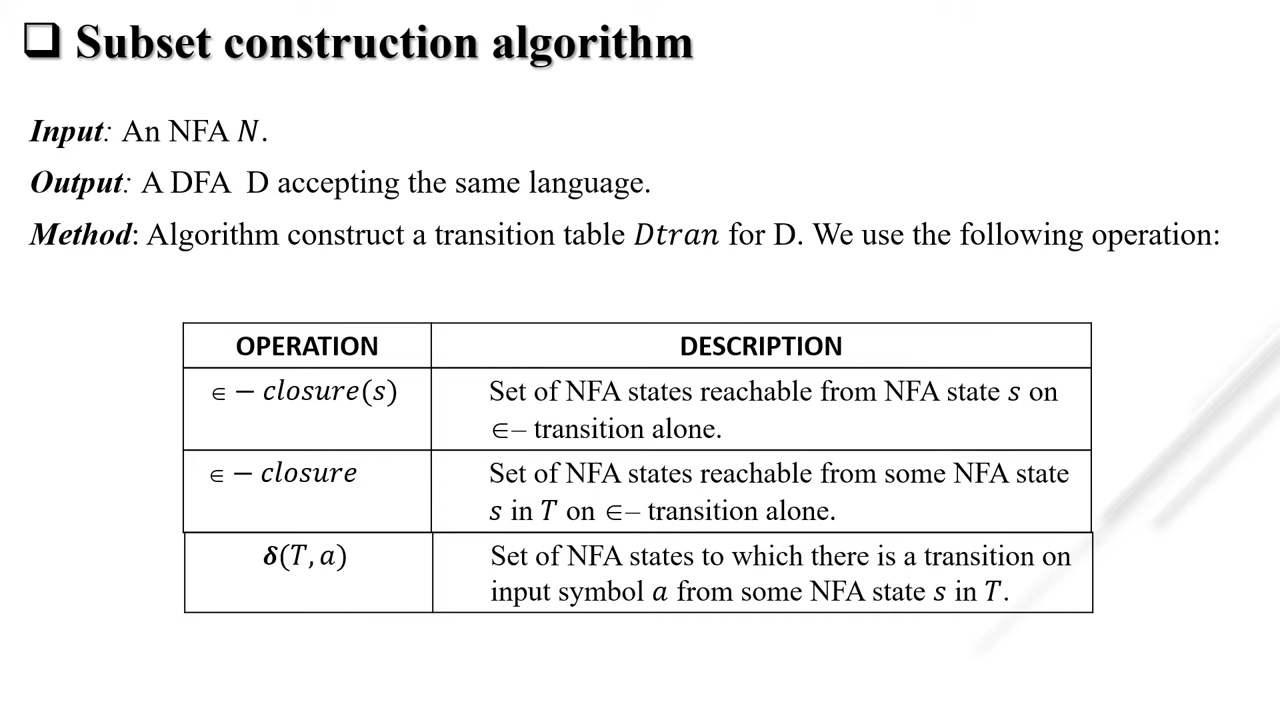 ❑ Subset construction algorithm
Input: An NFA N.
Output: A DFA D accepting the same language.
Method: Algorithm construct a transition table Dtran for D. We use the following operation:
OPERATION DESCRIPTION
∈ − closure(s) Set of NFA states reachable from NFA state s on
∈− transition alone.
∈ − closure Set of NFA states reachable from some NFA state
s in T on ∈− transition alone.
δ(T, a) Set of NFA states to which there is a transition on
input symbol a from some NFA state s in T.